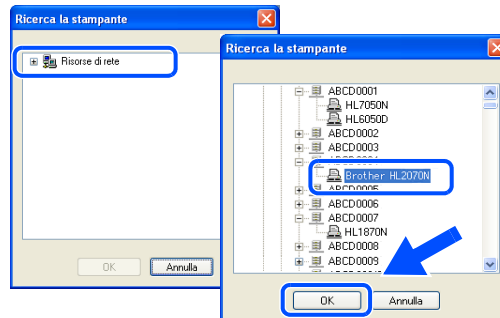 Ricerca la stampante
Risorse di rete
OK
Annulla
Ricerca la stampante
ABCD0001
HL7050N
HL6050D
ABCD0002
ABCD0003
Brother HL2070N
ABCD0005
ABCD0006
ABCD0007
HL1870N
ABCD0008
ABCD0009
OK
Annulla